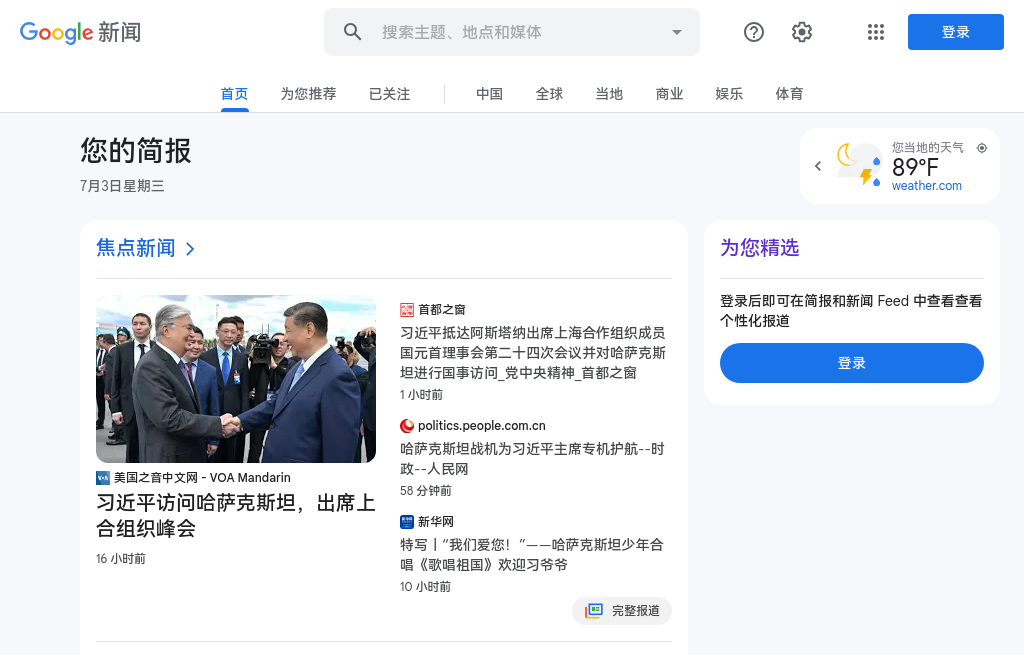 Google 新闻
搜索主题、地点和媒体
登录
首页 为您推荐 已关注 中国 全球 当地 商业 娱乐 体育
您的简报
7月3日星期三
您当地的天气
89°F
weather.com
焦点新闻
美国之音中文网 - VOA Mandarin
习近平访问哈萨克斯坦，出席上
合组织峰会
16 小时前
首都之窗
习近平抵达阿斯塔纳出席上海合作组织成员
国元首理事会第二十四次会议并对哈萨克斯
坦进行国事访问_党中央精神_首都之窗
1 小时前
politics.people.com.cn
哈萨克斯坦战机为习近平主席专机护航--时
政--人民网
58 分钟前
新华网
特写丨“我们爱您！”——哈萨克斯坦少年合
唱《歌唱祖国》欢迎习爷爷
10 小时前
完整报道
为您精选
登录后即可在简报和新闻 Feed 中查看查看
个性化报道
登录